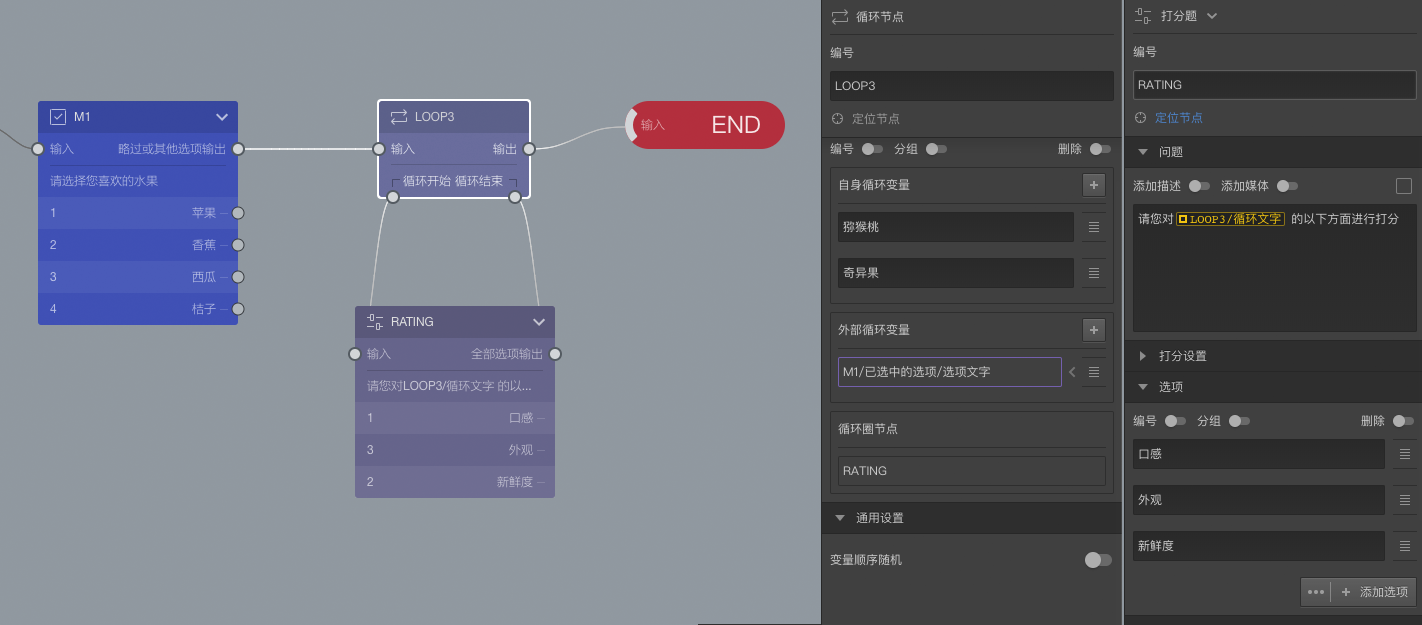 M1
输入 略过或其他选项输出
请选择您喜欢的水果
1 苹果
2 香蕉
3 西瓜
4 桔子
LOOP3
输入 输出
循环开始 循环结束
输入 END
RATING
输入 全部选项输出
请您对LOOP3/循环文字 的以...
1 口感
3 外观
2 新鲜度
循环节点
编号
LOOP3
定位节点
编号 分组 删除
自身循环变量 +
猕猴桃
奇异果
外部循环变量 +
M1/已选中的选项/选项文字
循环圈节点
RATING
通用设置
变量顺序随机
打分题
编号
RATING
定位节点
问题
添加描述 添加媒体
请您对 LOOP3/循环文字 的以下方面进行打分
打分设置
选项
编号 分组 删除
口感
外观
新鲜度
••• + 添加选项